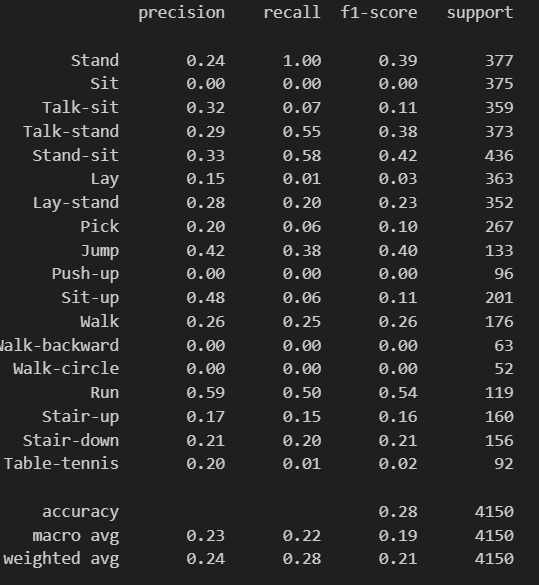 precision recall f1-score support
Stand 0.24 1.00 0.39 377
Sit 0.00 0.00 0.00 375
Talk-sit 0.32 0.07 0.11 359
Talk-stand 0.29 0.55 0.38 373
Stand-sit 0.33 0.58 0.42 436
Lay 0.15 0.01 0.03 363
Lay-stand 0.28 0.20 0.23 352
Pick 0.20 0.06 0.10 267
Jump 0.42 0.38 0.40 133
Push-up 0.00 0.00 0.00 96
Sit-up 0.48 0.06 0.11 201
Walk 0.26 0.25 0.26 176
Walk-backward 0.00 0.00 0.00 63
Walk-circle 0.00 0.00 0.00 52
Run 0.59 0.50 0.54 119
Stair-up 0.17 0.15 0.16 160
Stair-down 0.21 0.20 0.21 156
Table-tennis 0.20 0.01 0.02 92
accuracy 0.28 4150
macro avg 0.23 0.22 0.19 4150
weighted avg 0.24 0.28 0.21 4150